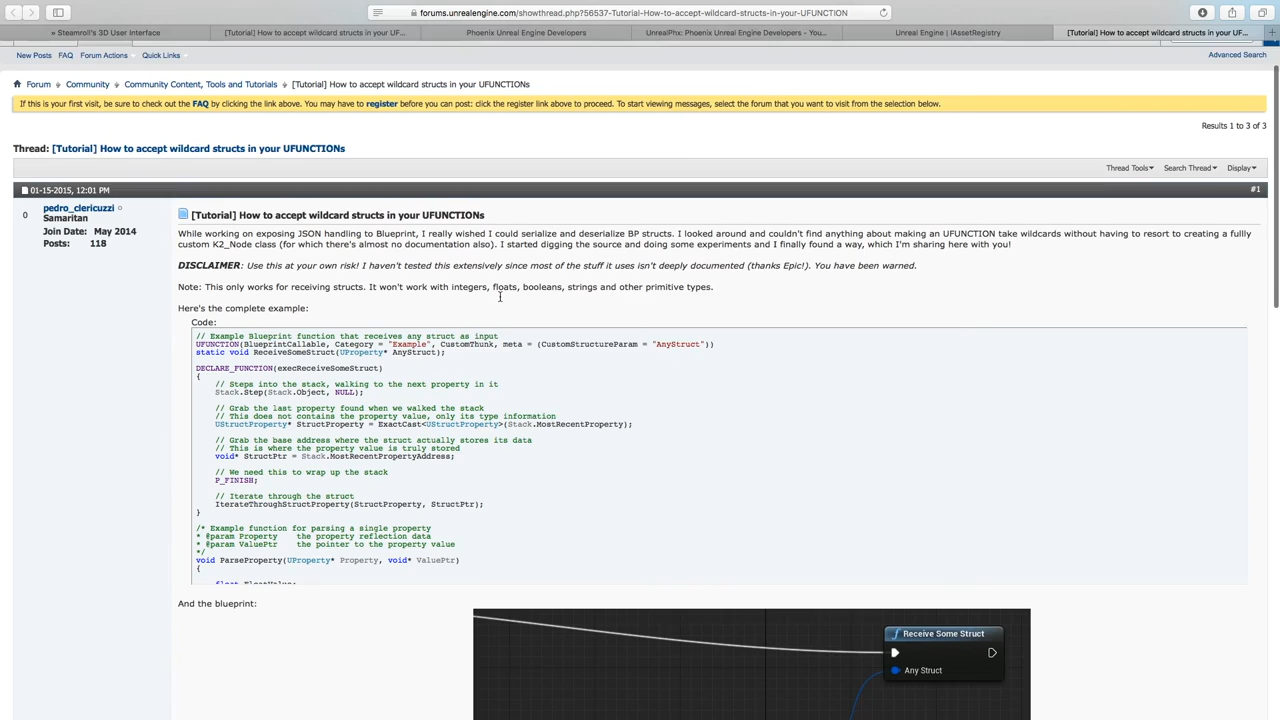 forums.unrealengine.com/showthread.php?56537-Tutorial-How-to-accept-wildcard-structs-in-your-UFUNCTION
» Steamroll's 3D User Interface
[Tutorial] How to accept wildcard structs in your UF...
Phoenix Unreal Engine Developers
UnrealPhx: Phoenix Unreal Engine Developers - You...
Unreal Engine | IAssetRegistry
[Tutorial] How to accept wildcard structs in your UF...
New Posts FAQ Forum Actions Quick Links
Advanced Search
Forum Community Community Content, Tools and Tutorials [Tutorial] How to accept wildcard structs in your UFUNCTIONs
If this is your first visit, be sure to check out the FAQ by clicking the link above. You may have to register before you can post: click the register link above to proceed. To start viewing messages, select the forum that you want to visit from the selection below.
Results 1 to 3 of 3
Thread: [Tutorial] How to accept wildcard structs in your UFUNCTIONs
Thread Tools Search Thread Display
01-15-2015, 12:01 PM
#1
0
pedro_clericuzzi
Samaritan
Join Date: May 2014
Posts: 118
[Tutorial] How to accept wildcard structs in your UFUNCTIONs
While working on exposing JSON handling to Blueprint, I really wished I could serialize and deserialize BP structs. I looked around and couldn't find anything about making an UFUNCTION take wildcards without having to resort to creating a fully
custom K2_Node class (for which there's almost no documentation also). I started digging the source and doing some experiments and I finally found a way, which I'm sharing here with you!
DISCLAIMER: Use this at your own risk! I haven't tested this extensively since most of the stuff it uses isn't deeply documented (thanks Epic!). You have been warned.
Note: This only works for receiving structs. It won't work with integers, floats, booleans, strings and other primitive types.
Here's the complete example:
Code:
// Example Blueprint function that receives any struct as input
UFUNCTION(BlueprintCallable, Category = "Example", CustomThunk, meta = (CustomStructureParam = "AnyStruct"))
static void ReceiveSomeStruct(UProperty* AnyStruct);
DECLARE_FUNCTION(execReceiveSomeStruct)
{
// Steps into the stack, walking to the next property in it
Stack.Step(Stack.Object, NULL);
// Grab the last property found when we walked the stack
// This does not contains the property value, only its type information
UStructProperty* StructProperty = ExactCast<UStructProperty>(Stack.MostRecentProperty);
// Grab the base address where the struct actually stores its data
// This is where the property value is truly stored
void* StructPtr = Stack.MostRecentPropertyAddress;
// We need this to wrap up the stack
P_FINISH;
// Iterate through the struct
IterateThroughStructProperty(StructProperty, StructPtr);
}
/* Example function for parsing a single property
* @param Property the property reflection data
* @param ValuePtr the pointer to the property value
*/
void ParseProperty(UProperty* Property, void* ValuePtr)
{
float FloatValue;
And the blueprint:
Receive Some Struct
Any Struct